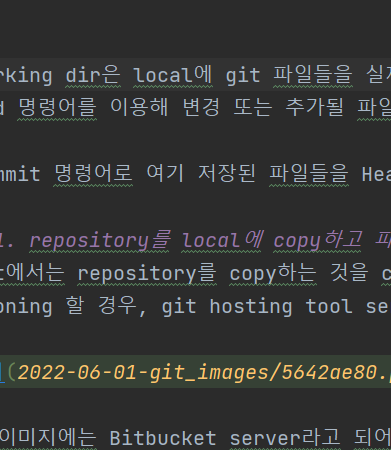 rking dir은 local에 git 파일들을 실
d 명령어를 이용해 변경 또는 추가될 파일
mmit 명령어로 여기 저장된 파일들을 Hea
1. repository를 local에 copy하고 파
에서는 repository를 copy하는 것을 c
oning 할 경우, git hosting tool se
](2022-06-01-git_images/5642ae80.p
이미지에는 Bitbucket server라고 되어